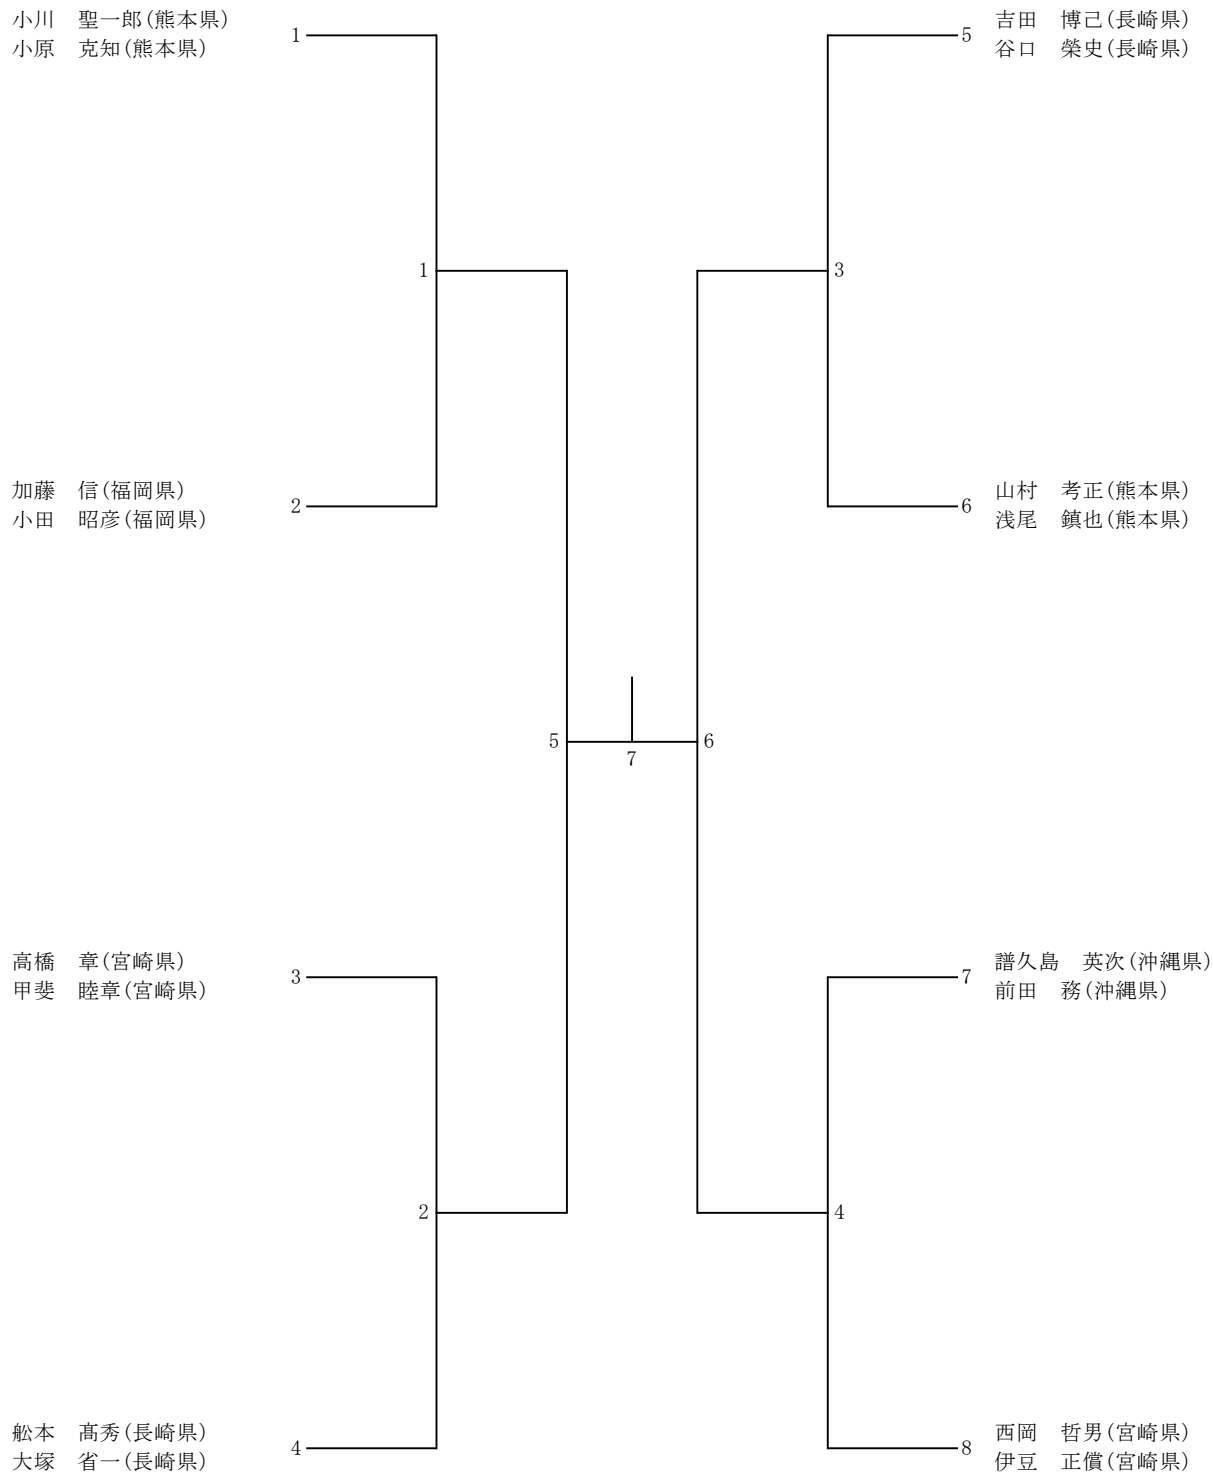 小川　聖一郎(熊本県)
小原　克知(熊本県)
1
加藤　信(福岡県)
小田　昭彦(福岡県)
2
高橋　章(宮崎県)
甲斐　睦章(宮崎県)
3
舩本　髙秀(長崎県)
大塚　省一(長崎県)
4
1
2
5
7
6
3
4
5
吉田　博己(長崎県)
谷口　榮史(長崎県)
6
山村　考正(熊本県)
浅尾　鎮也(熊本県)
7
譜久島　英次(沖縄県)
前田　務(沖縄県)
8
西岡　哲男(宮崎県)
伊豆　正償(宮崎県)